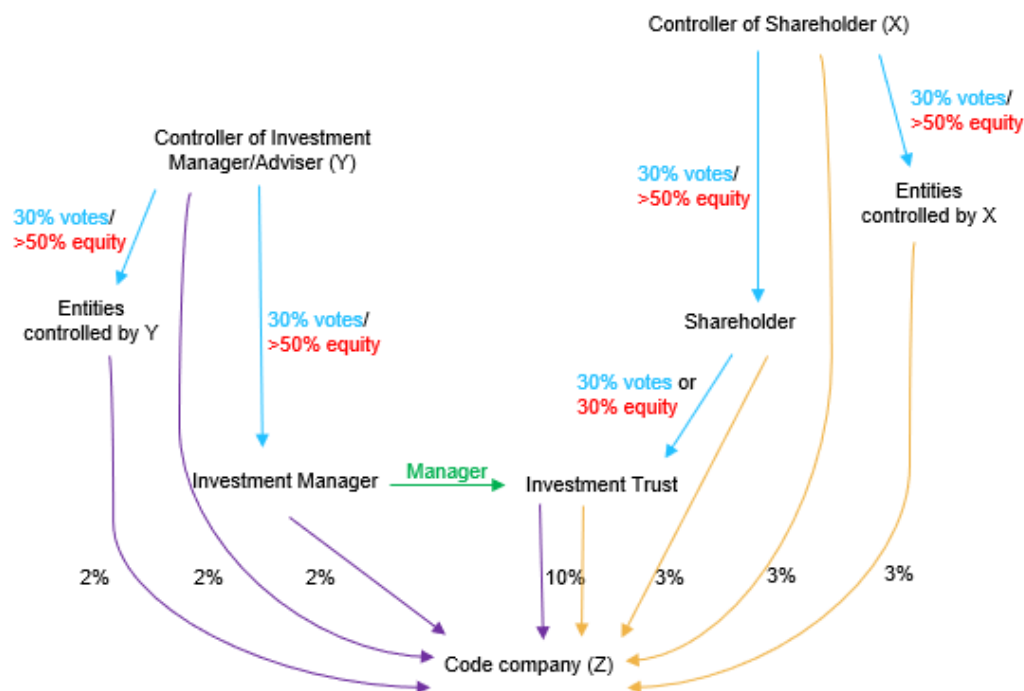 Controller of Shareholder (X)
30% votes/
>50% equity
Controller of Investment
Manager/Adviser (Y)
30% votes/
>50% equity
Entities
controlled by X
30% votes/
>50% equity
Entities
controlled by Y
30% votes/
>50% equity
Shareholder
30% votes or
30% equity
Investment Manager
Manager
Investment Trust
2%
2%
2%
10%
3%
3%
3%
Code company (Z)